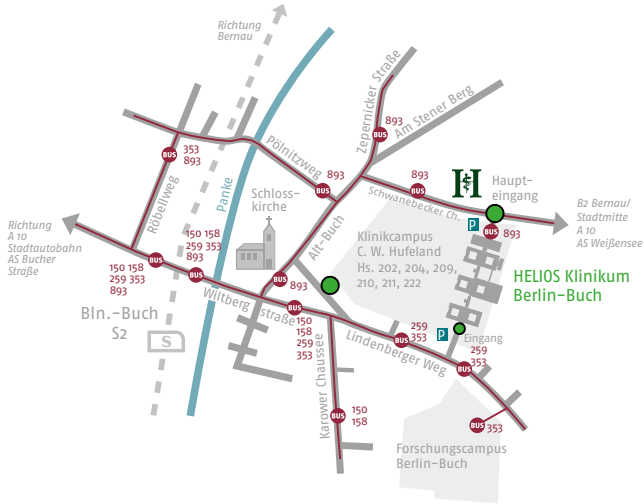 Richtung
Bernau
Zepernicker Straße
Am Stener Berg
BUS 893
BUS 353
893
Pölnitzweg
Röbellweg
Panke
BUS 893
BUS 893
Schwanebecker Ch.
H
Haupt-
eingang
B2 Bernau/
Stadtmitte
A 10
AS Weißensee
Schloss-
kirche
Alt-Buch
Klinikcampus
C. W. Hufeland
Hs. 202, 204, 209,
210, 211, 222
P
BUS 893
Richtung
A 10
Stadtautobahn
AS Bucher
Straße
150 158
259 353
893
BUS
BUS
150 158
259 353
893
BUS 893
HELIOS Klinikum
Berlin-Buch
Wiltberg
straße
BUS
150
158
259
353
Bln.-Buch
S2
S
Lindenberger Weg
259
353
BUS
P
Eingang
259
353
BUS
Karower Chaussee
BUS 150
158
BUS 353
Forschungscampus
Berlin-Buch